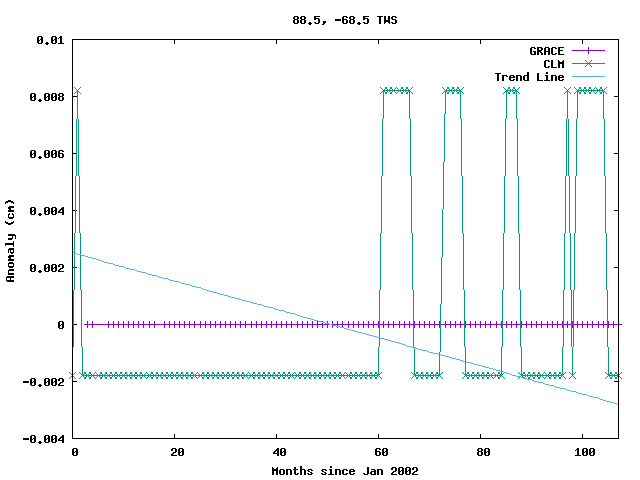 88.5, -68.5 TWS
0.01
0.008
0.006
0.004
0.002
0
-0.002
-0.004
Anomaly (cm)
GRACE
CLM
Trend Line
0 20 40 60 80 100
Months since Jan 2002